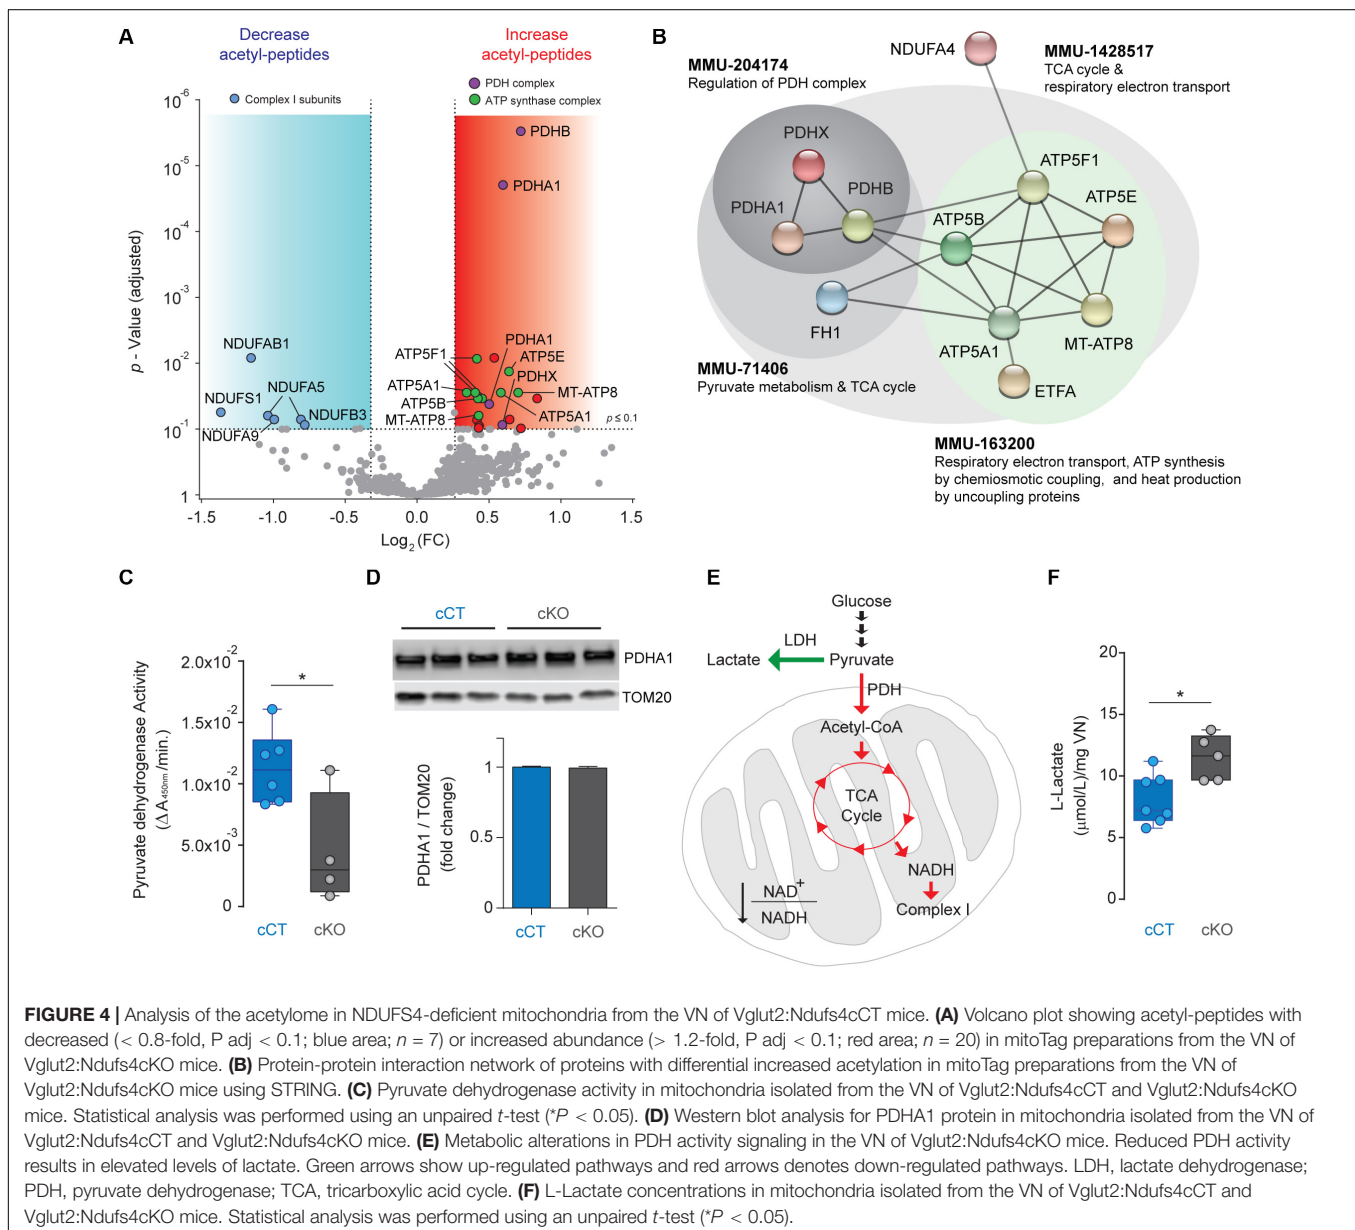 A
Decrease
acetyl-peptides
Increase
acetyl-peptides
Complex I subunits
PDH complex
ATP synthase complex
p - Value (adjusted)
10-6
10-5
10-4
10-3
10-2
10-1
1
PDHB
PDHA1
NDUFAB1
NDUFS1
NDUFA5
NDUFB3
NDUFA9
ATP5F1
PDHA1
ATP5E
PDHX
ATP5A1
ATP5B
MT-ATP8
MT-ATP8
ATP5A1
p ≤ 0.1
-1.5
-1.0
-0.5
0.0
0.5
1.0
1.5
Log2 (FC)
B
NDUFA4
MMU-204174
Regulation of PDH complex
MMU-1428517
TCA cycle &
respiratory electron transport
PDHX
PDHB
PDHA1
ATP5F1
ATP5E
ATP5B
FH1
ATP5A1
MT-ATP8
ETFA
MMU-71406
Pyruvate metabolism & TCA cycle
MMU-163200
Respiratory electron transport, ATP synthesis
by chemiosmotic coupling, and heat production
by uncoupling proteins
C
Pyruvate dehydrogenase Activity
(ΔA450nm /min.)
2.0x10-2
1.5x10-2
1.0x10-2
5.0x10-3
0
*
cCT
cKO
D
cCT
cKO
PDHA1
TOM20
PDHA1 / TOM20
(fold change)
1
0.5
0
cCT
cKO
E
Glucose
LDH
Lactate
Pyruvate
PDH
Acetyl-CoA
TCA
Cycle
NADH
Complex I
NAD+
NADH
F
L-Lactate
(μmol/L)/mg VN)
20
15
10
5
0
*
cCT
cKO
FIGURE 4 | Analysis of the acetylome in NDUFS4-deficient mitochondria from the VN of Vglut2:Ndufs4cCT mice. (A) Volcano plot showing acetyl-peptides with
decreased (< 0.8-fold, P adj < 0.1; blue area; n = 7) or increased abundance (> 1.2-fold, P adj < 0.1; red area; n = 20) in mitoTag preparations from the VN of
Vglut2:Ndufs4cKO mice. (B) Protein-protein interaction network of proteins with differential increased acetylation in mitoTag preparations from the VN of
Vglut2:Ndufs4cKO mice using STRING. (C) Pyruvate dehydrogenase activity in mitochondria isolated from the VN of Vglut2:Ndufs4cCT and Vglut2:Ndufs4cKO
mice. Statistical analysis was performed using an unpaired t-test (*P < 0.05). (D) Western blot analysis for PDHA1 protein in mitochondria isolated from the VN of
Vglut2:Ndufs4cCT and Vglut2:Ndufs4cKO mice. (E) Metabolic alterations in PDH activity signaling in the VN of Vglut2:Ndufs4cKO mice. Reduced PDH activity
results in elevated levels of lactate. Green arrows show up-regulated pathways and red arrows denotes down-regulated pathways. LDH, lactate dehydrogenase;
PDH, pyruvate dehydrogenase; TCA, tricarboxylic acid cycle. (F) L-Lactate concentrations in mitochondria isolated from the VN of Vglut2:Ndufs4cCT and
Vglut2:Ndufs4cKO mice. Statistical analysis was performed using an unpaired t-test (*P < 0.05).